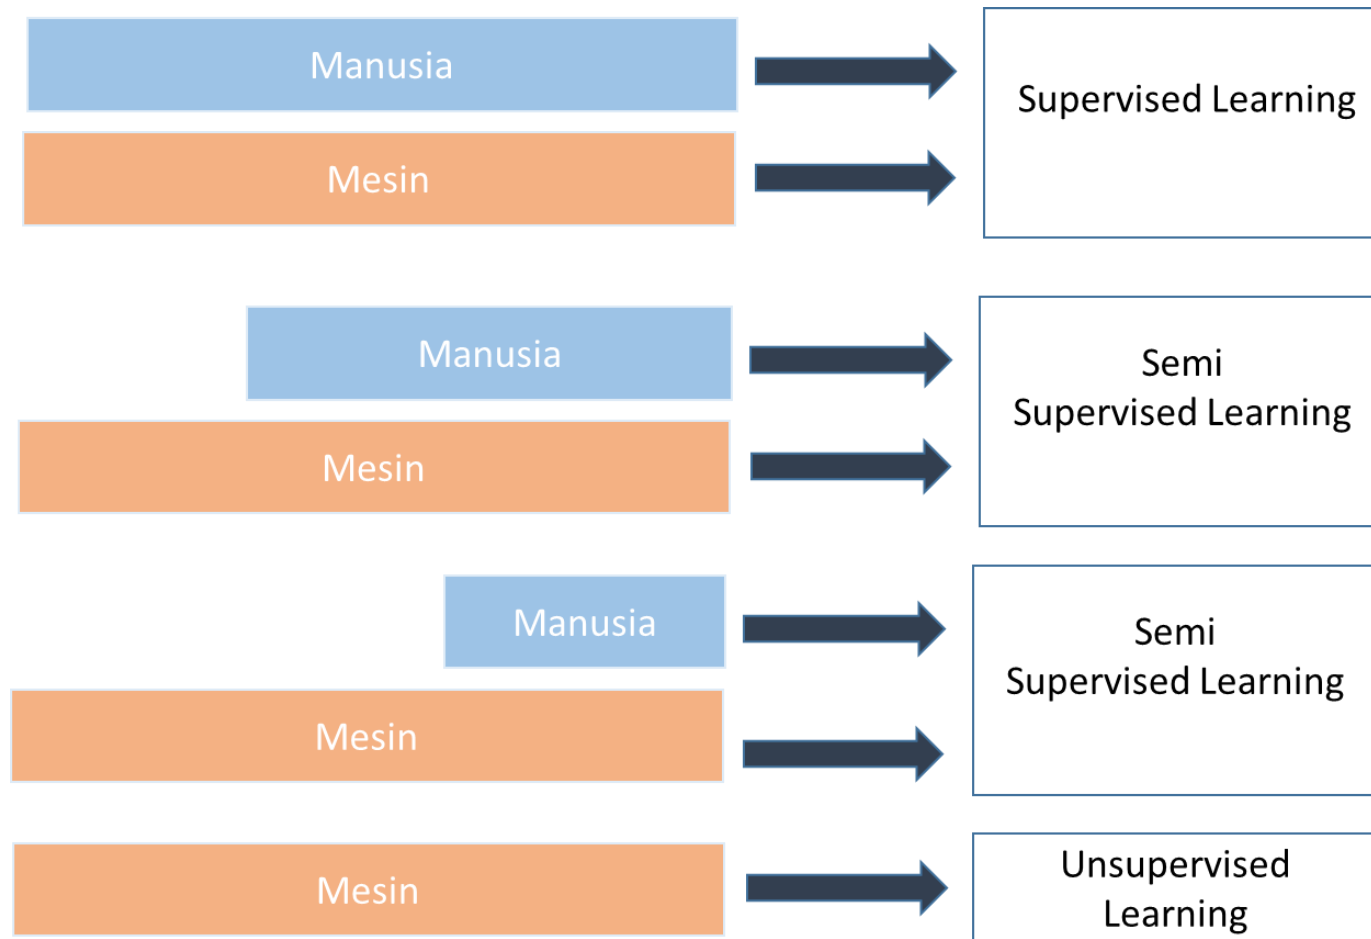 Manusia
Mesin
Supervised Learning
Manusia
Mesin
Semi
Supervised Learning
Manusia
Mesin
Semi
Supervised Learning
Mesin
Unsupervised
Learning